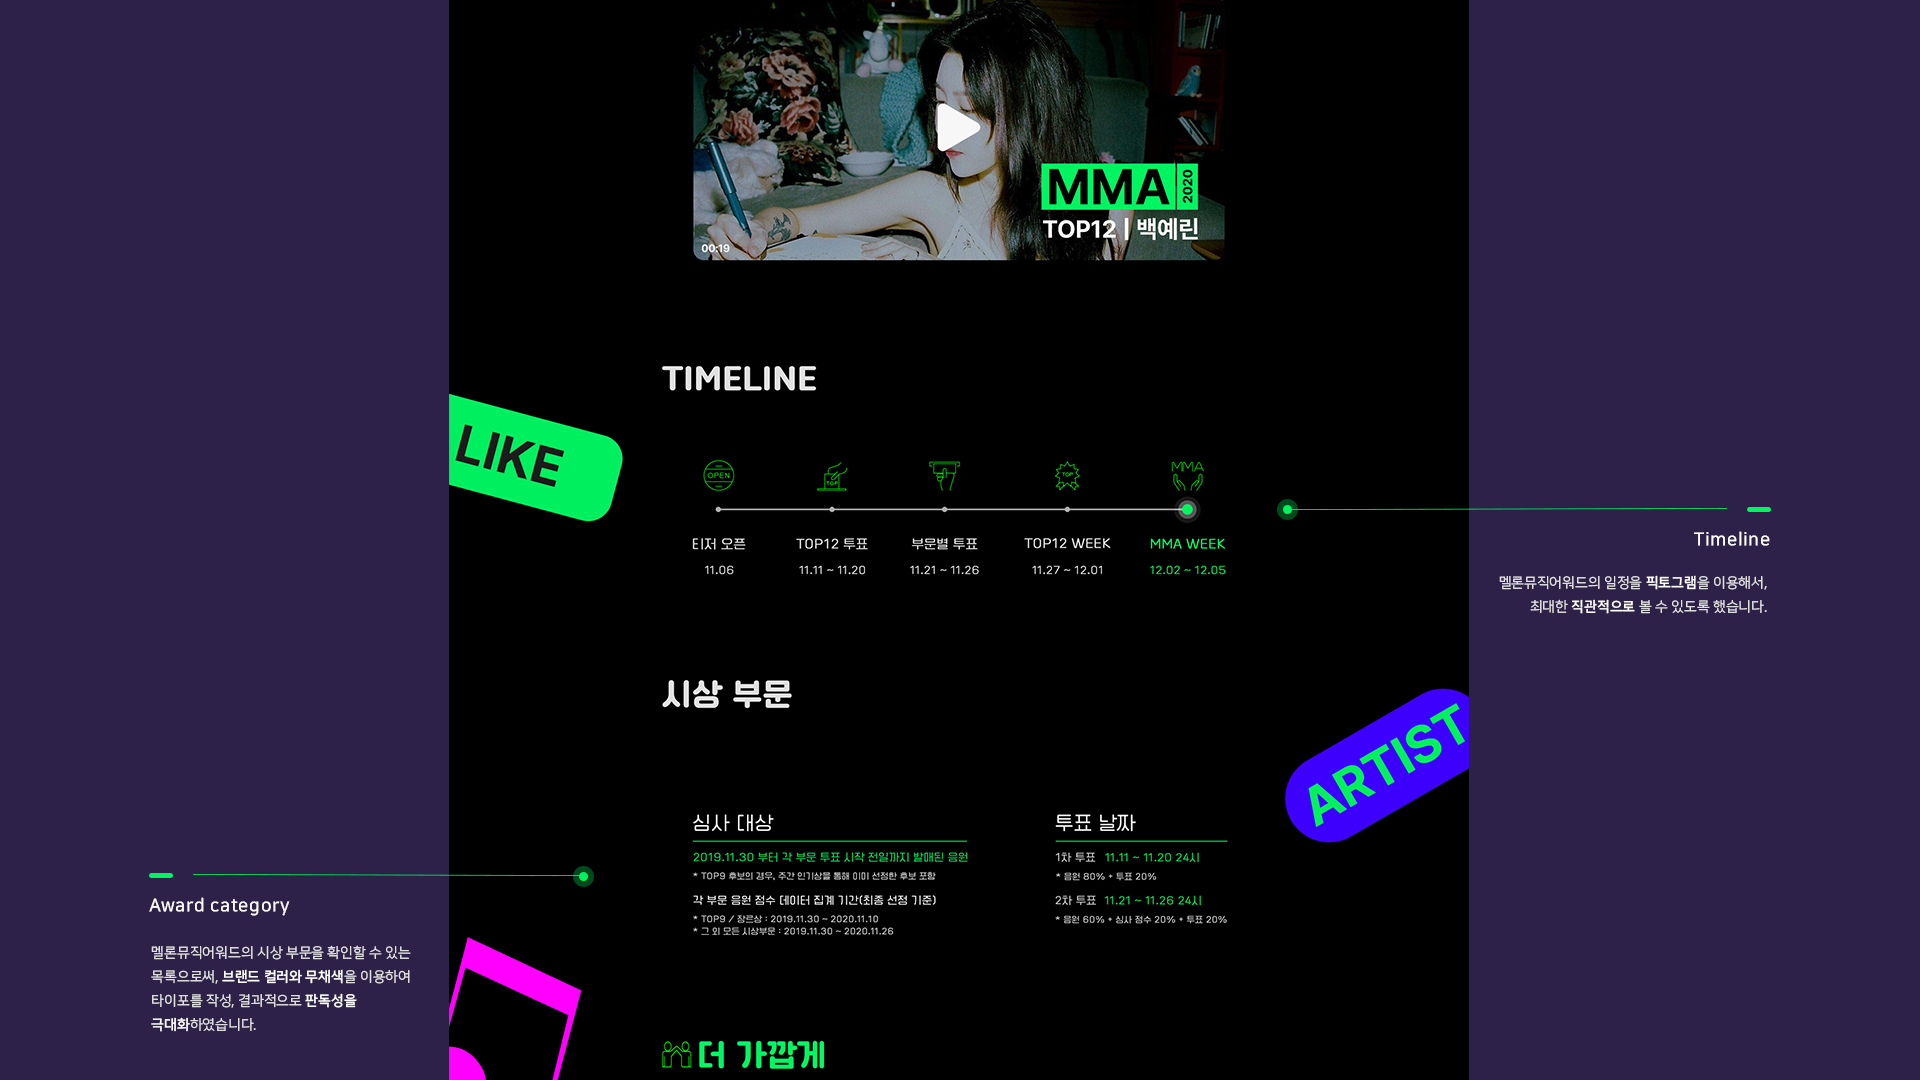 MMA 2020
TOP12 | 백예린
00:19
TIMELINE
LIKE
OPEN
TOP
TOP
MMA
티저 오픈
11.06
TOP12 투표
11.11 ~ 11.20
부문별 투표
11.21 ~ 11.26
TOP12 WEEK
11.27 ~ 12.01
MMA WEEK
12.02 ~ 12.05
Timeline
멜론뮤직어워드의 일정을 픽토그램을 이용해서,
최대한 직관적으로 볼 수 있도록 했습니다.
시상 부문
ARTIST
심사 대상
2019.11.30 부터 각 부문 투표 시작 전일까지 발매된 음원
* TOP9 후보의 경우, 주간 인기상을 통해 이미 선정한 후보 포함
각 부문 음원 점수 데이터 집계 기간(최종 선정 기준)
* TOP9 / 장르상 : 2019.11.30 ~ 2020.11.10
* 그 외 모든 시상부문 : 2019.11.30 ~ 2020.11.26
투표 날짜
1차 투표 11.11 ~ 11.20 24시
* 음원 80% + 투표 20%
2차 투표 11.21 ~ 11.26 24시
* 음원 60% + 심사 점수 20% + 투표 20%
Award category
멜론뮤직어워드의 시상 부문을 확인할 수 있는
목록으로써, 브랜드 컬러와 무채색을 이용하여
타이포를 작성, 결과적으로 판독성을
극대화하였습니다.
더 가깝게